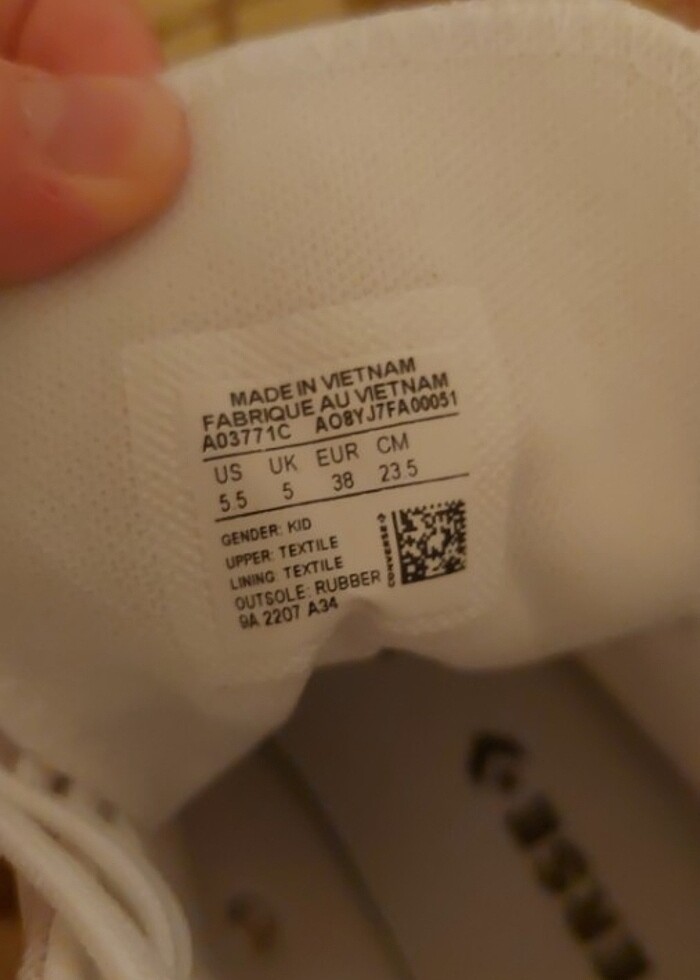 MADE IN VIETNAM
FABRIQUE AU VIETNAM
A03771C AO8YJ7FA00051
US UK EUR CM
5.5 5 38 23.5
GENDER: KID
UPPER: TEXTILE
LINING: TEXTILE
OUTSOLE: RUBBER
9A 2207 A34
CONVERSE